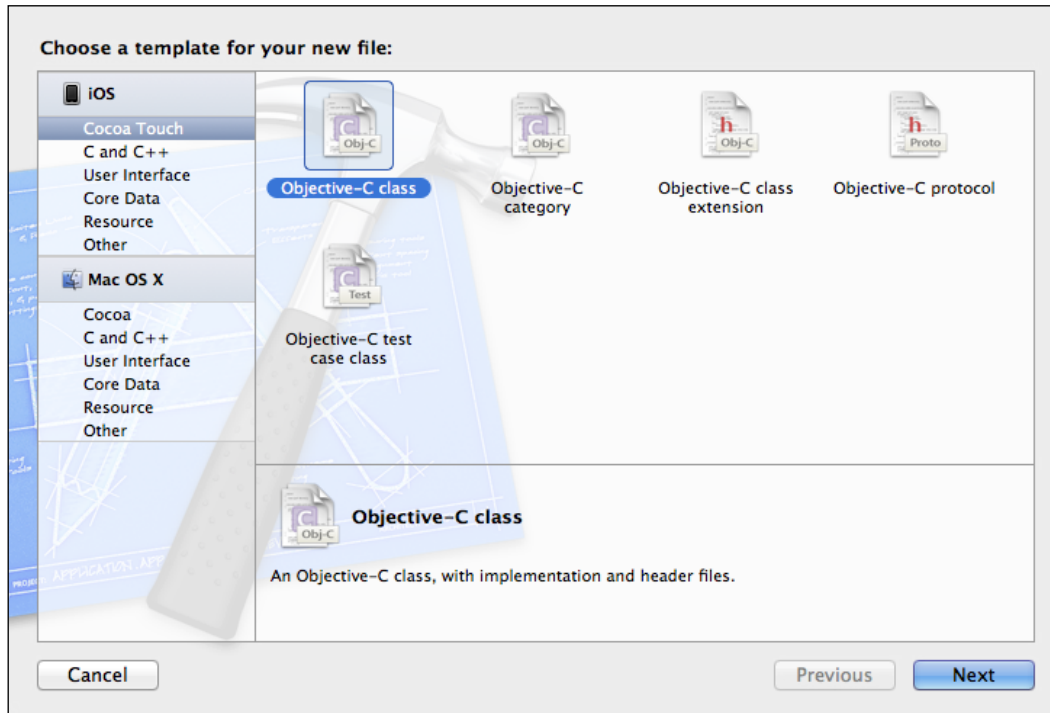 Choose a template for your new file:
iOS
Cocoa Touch
C and C++
User Interface
Core Data
Resource
Other
Mac OS X
Cocoa
C and C++
User Interface
Core Data
Resource
Other
Obj-C
Objective-C class
Obj-C
Objective-C
category
h
Obj-C
Objective-C class
extension
h
Proto
Objective-C protocol
Test
Objective-C test
case class
Obj-C
Objective-C class
An Objective-C class, with implementation and header files.
Cancel
Previous
Next